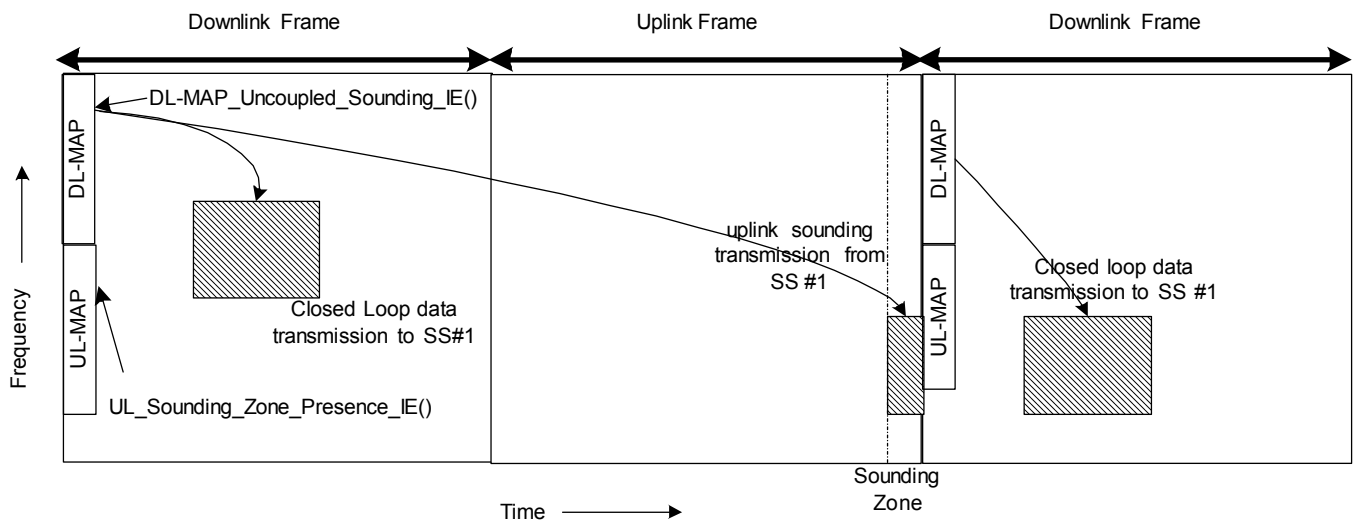 Downlink Frame
Uplink Frame
Downlink Frame
DL-MAP_Uncoupled_Sounding_IE()
DL-MAP
UL-MAP
Closed Loop data
transmission to SS#1
UL_Sounding_Zone_Presence_IE()
uplink sounding
transmission from
SS #1
DL-MAP
UL-MAP
Closed loop data
transmission to SS #1
Frequency
Sounding
Zone
Time